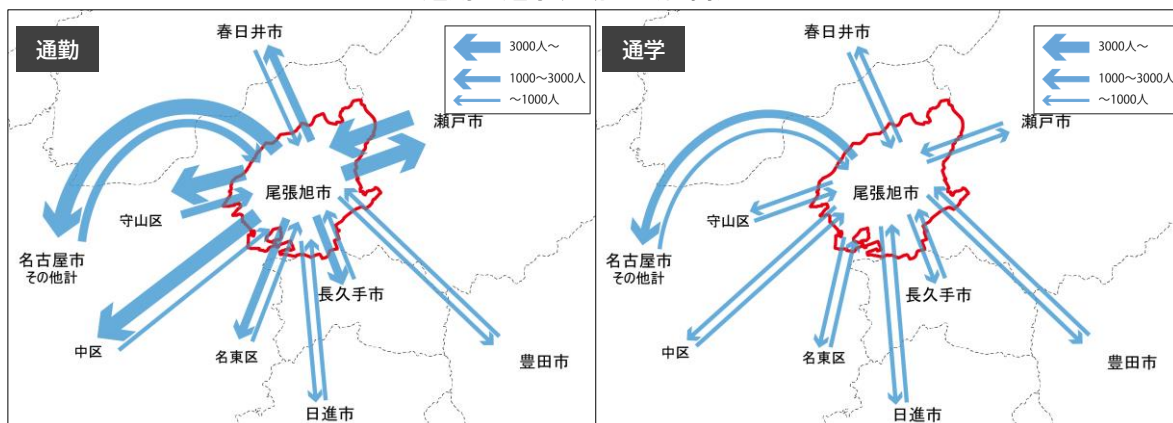 通勤
春日井市
3000人～
1000～3000人
～1000人
瀬戸市
尾張旭市
守山区
名古屋市
その他計
長久手市
中区
名東区
豊田市
日進市
通学
春日井市
3000人～
1000～3000人
～1000人
瀬戸市
尾張旭市
守山区
名古屋市
その他計
長久手市
中区
名東区
豊田市
日進市